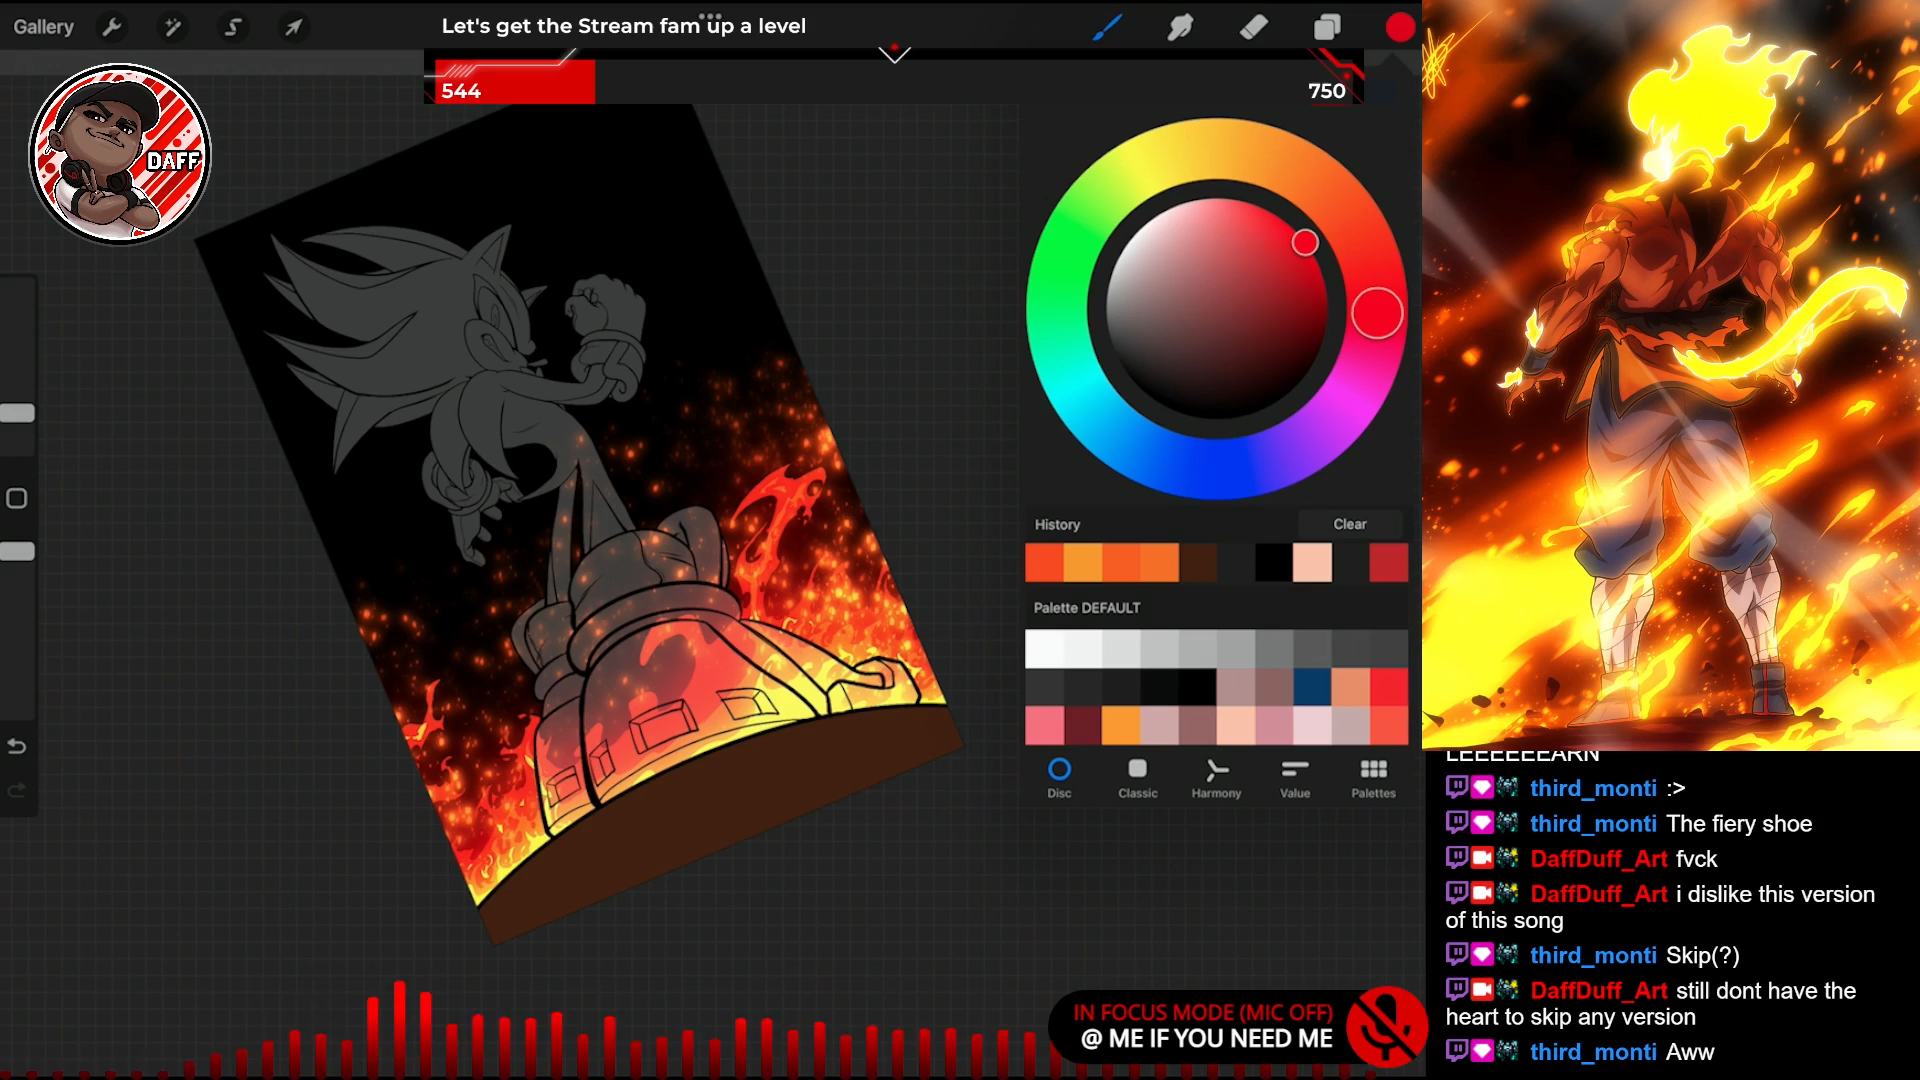 Gallery
Let's get the Stream fam up a level
544
750
DAFF
History
Clear
Palette DEFAULT
Disc
Classic
Harmony
Value
Palettes
LEEEEEEARN
third_monti :>
third_monti The fiery shoe
DaffDuff_Art fvck
DaffDuff_Art i dislike this version
of this song
third_monti Skip(?)
DaffDuff_Art still dont have the
heart to skip any version
third_monti Aww
IN FOCUS MODE (MIC OFF)
@ ME IF YOU NEED ME